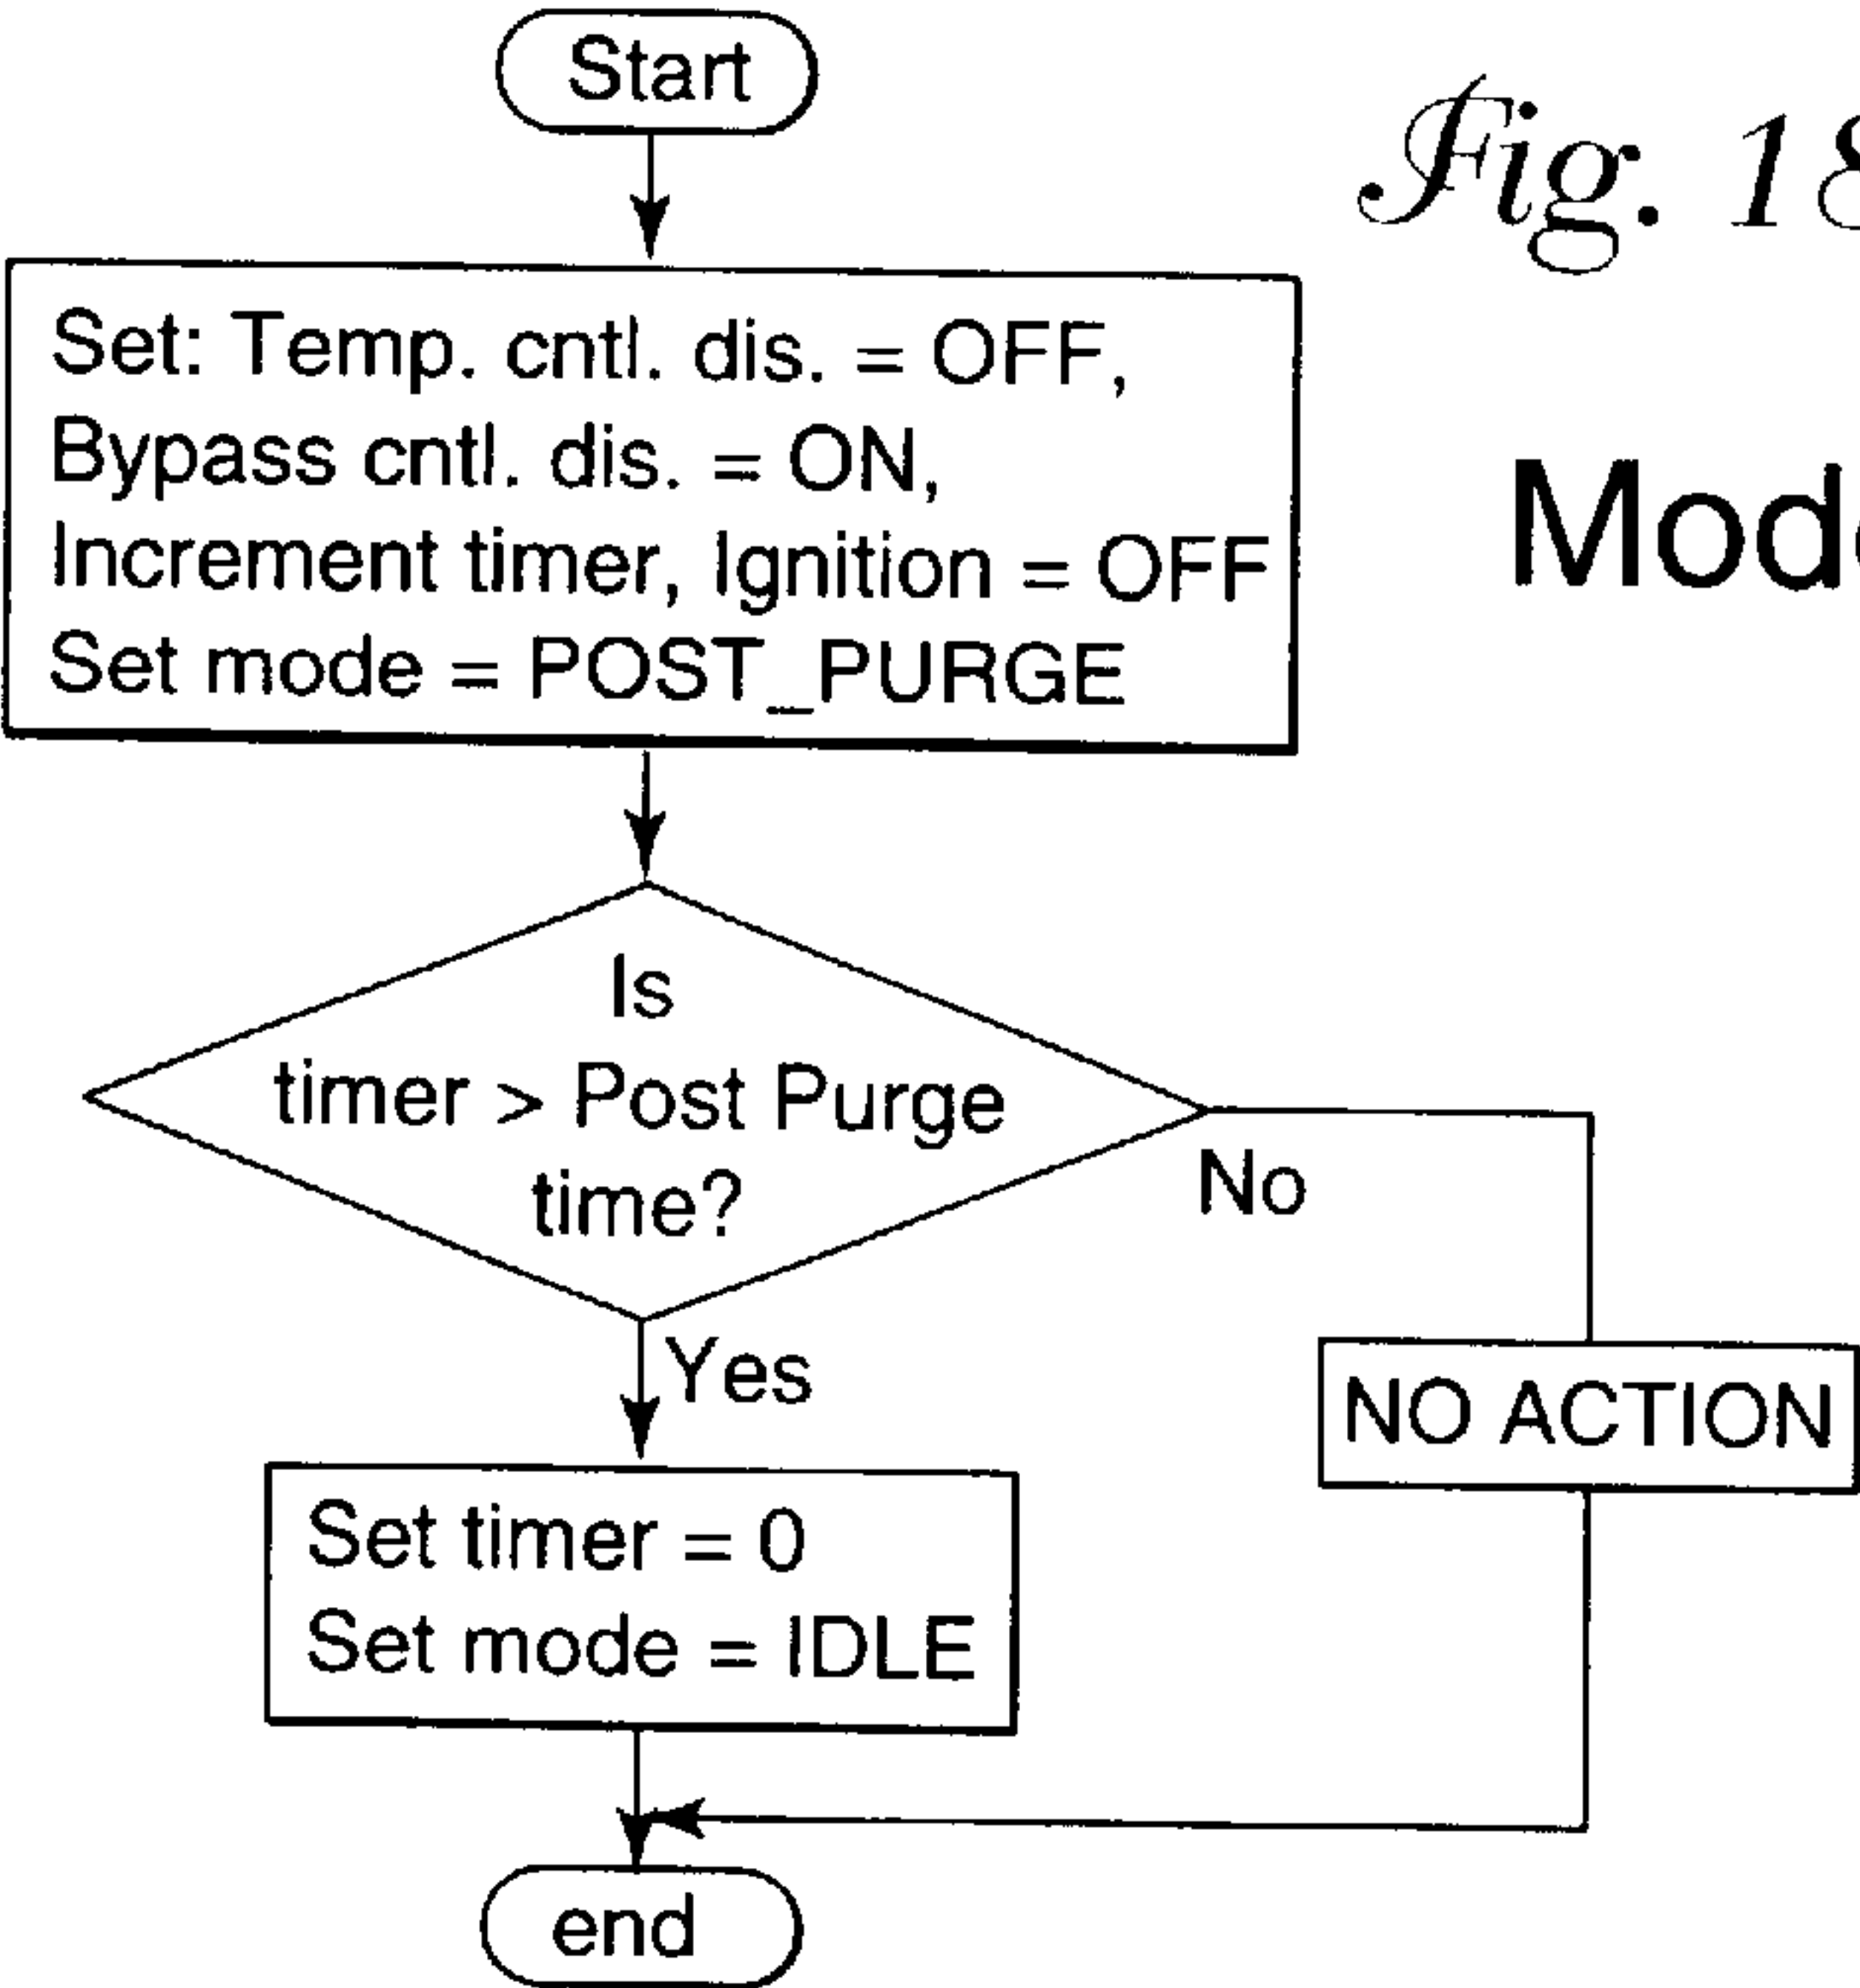 Start
Fig. 18
Set: Temp. cntl. dis. = OFF,
Bypass cntl. dis. = ON,
Increment timer, Ignition = OFF
Set mode = POST_PURGE
Is
timer > Post Purge
time?
No
Yes
NO ACTION
Set timer = 0
Set mode = IDLE
end